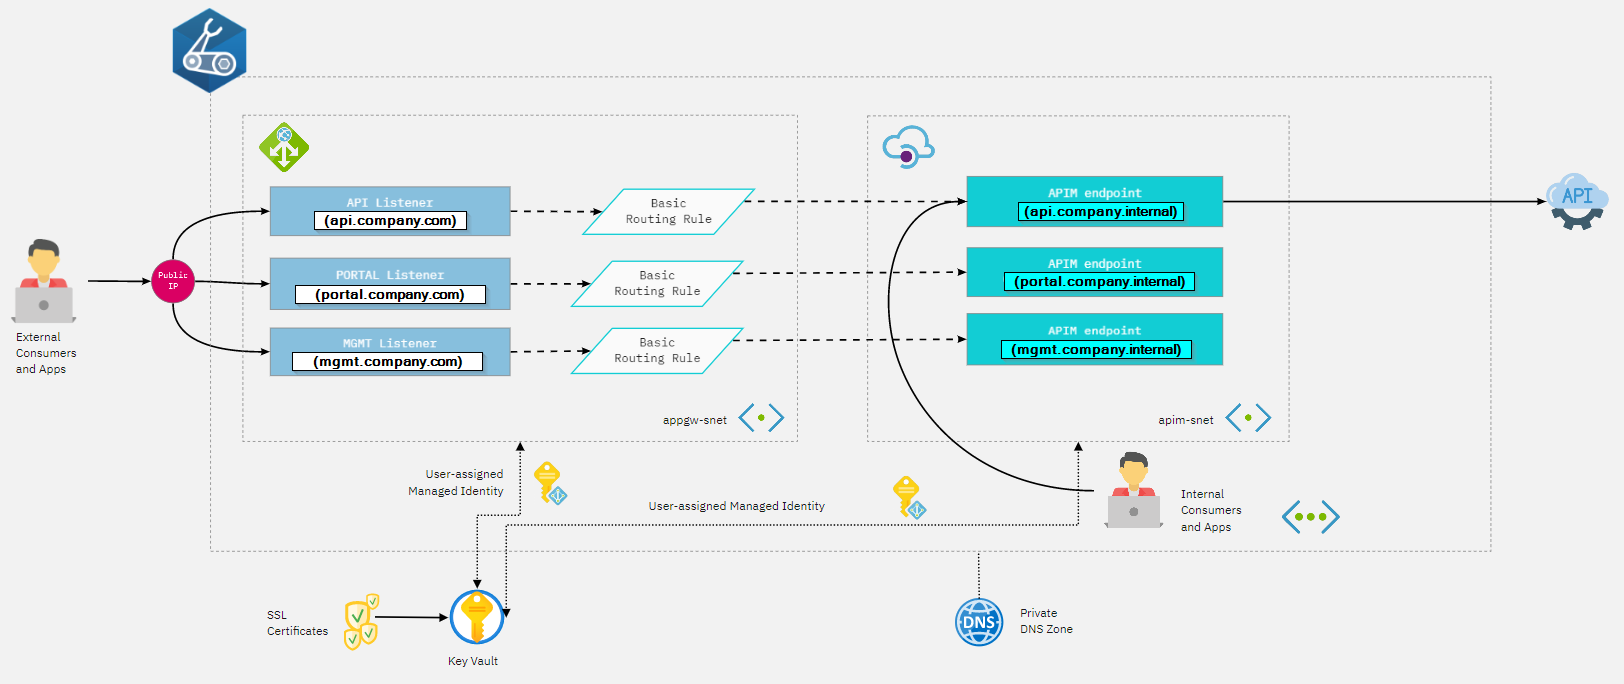 API Listener
(api.company.com)
Basic
Routing Rule
APIM endpoint
(api.company.internal)
API
Public
IP
PORTAL Listener
(portal.company.com)
Basic
Routing Rule
APIM endpoint
(portal.company.internal)
External
Consumers
and Apps
MGMT Listener
(mgmt.company.com)
Basic
Routing Rule
APIM endpoint
(mgmt.company.internal)
appgw-snet
apim-snet
User-assigned
Managed Identity
User-assigned Managed Identity
Internal
Consumers
and Apps
SSL
Certificates
Key Vault
DNS
Private
DNS Zone